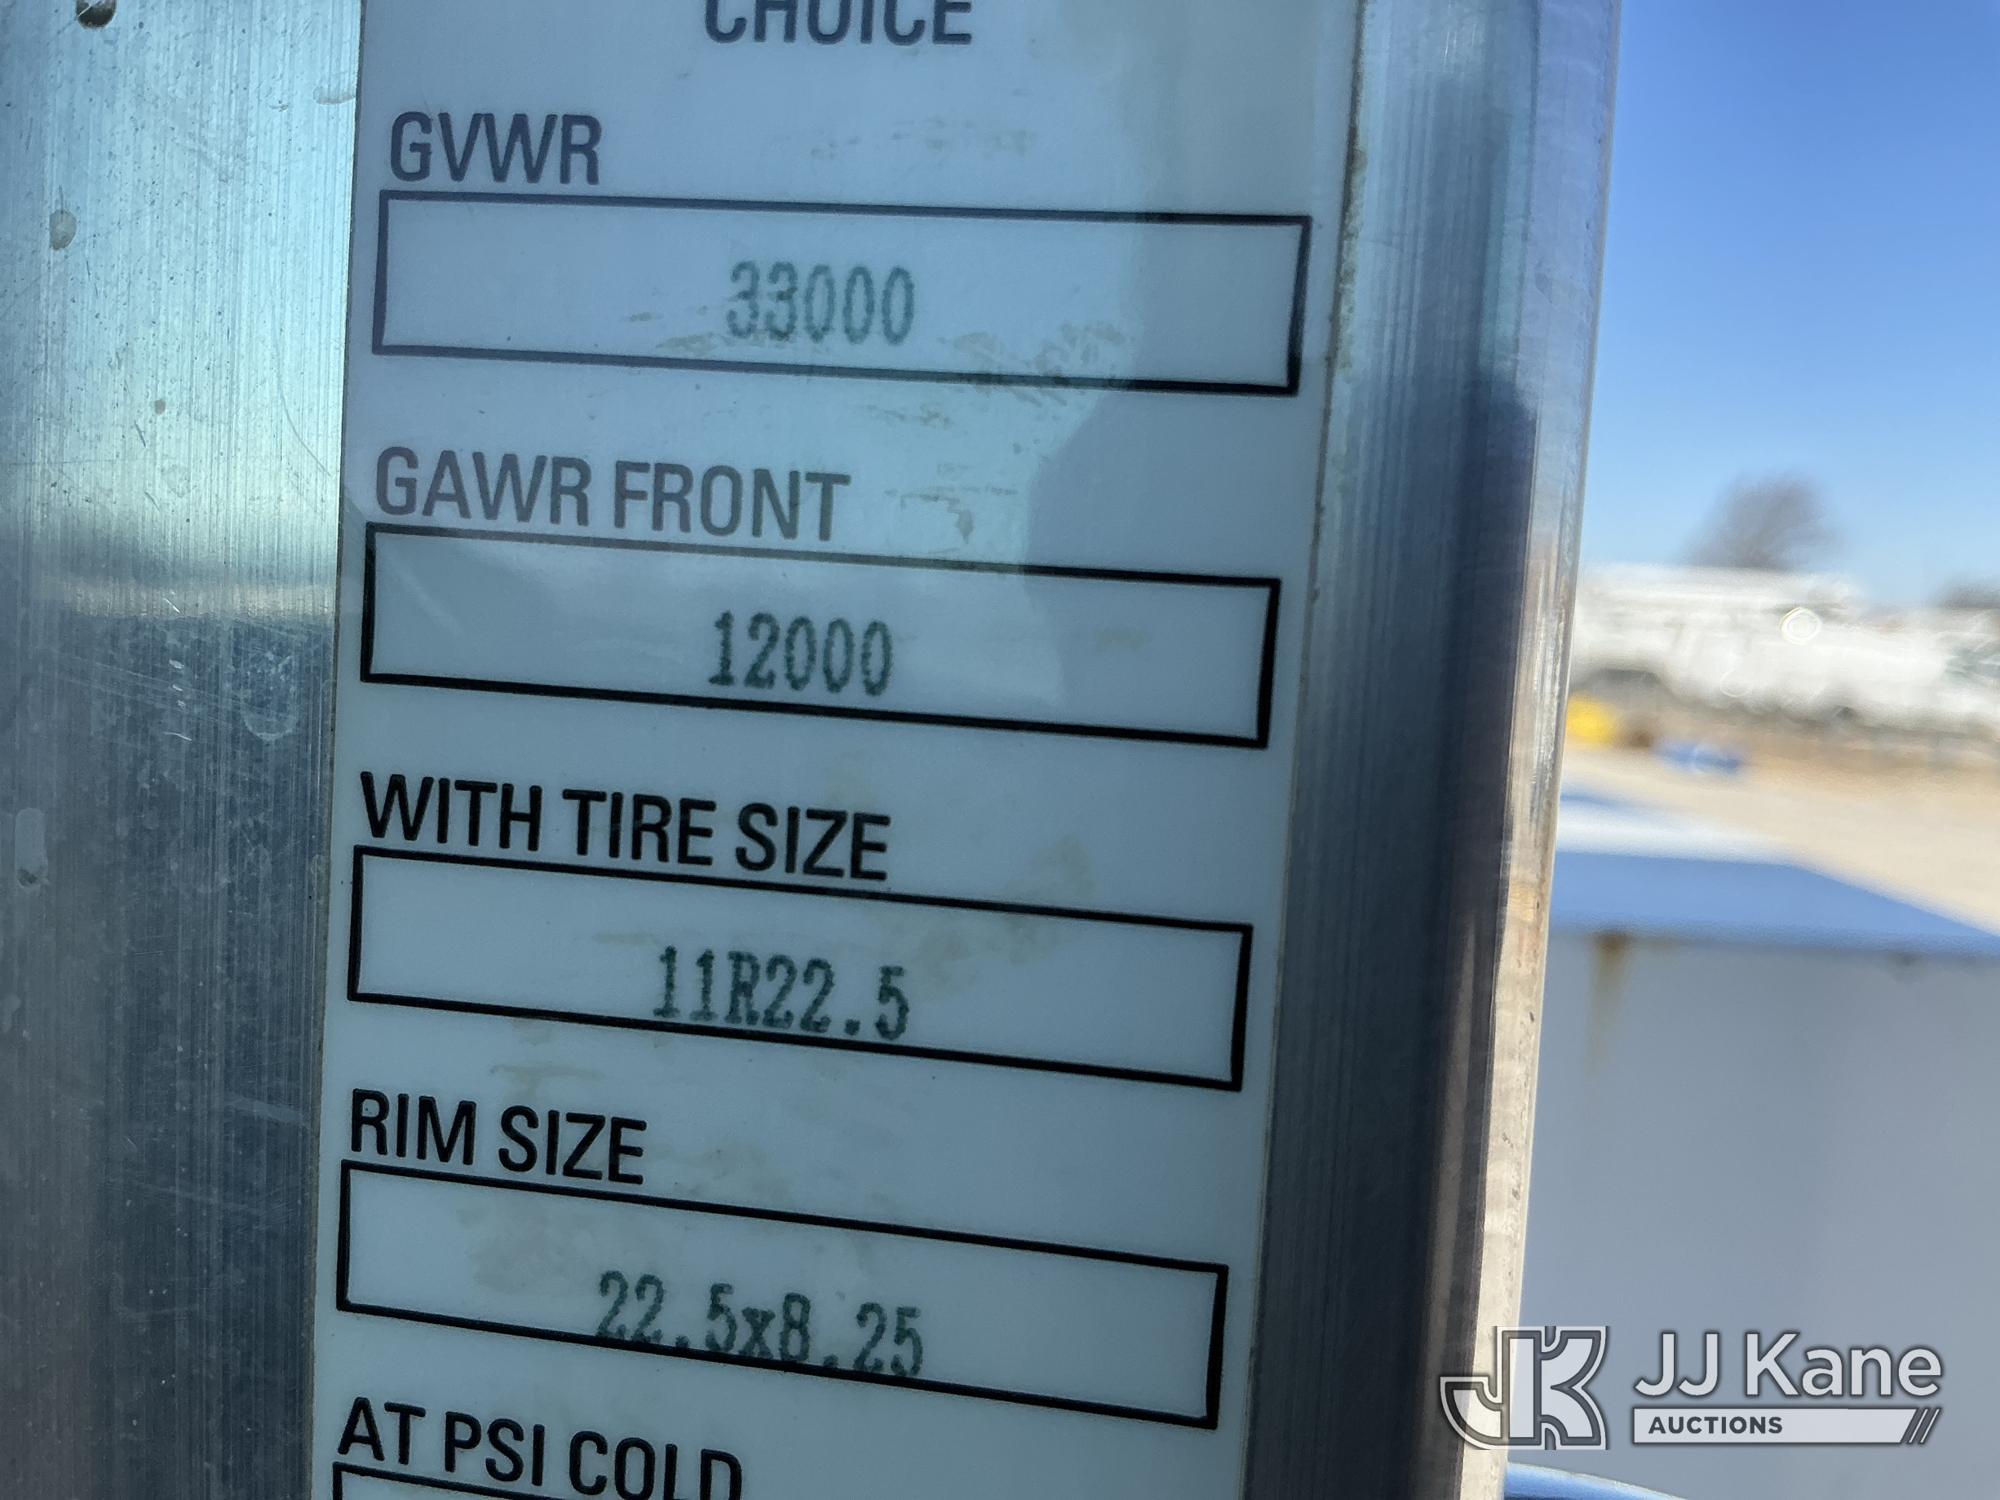 CHOICE
GVWR
33000
GAWR FRONT
12000
WITH TIRE SIZE
11R22.5
RIM SIZE
22.5x8.25
AT PSI COLD
JK JJ Kane
AUCTIONS